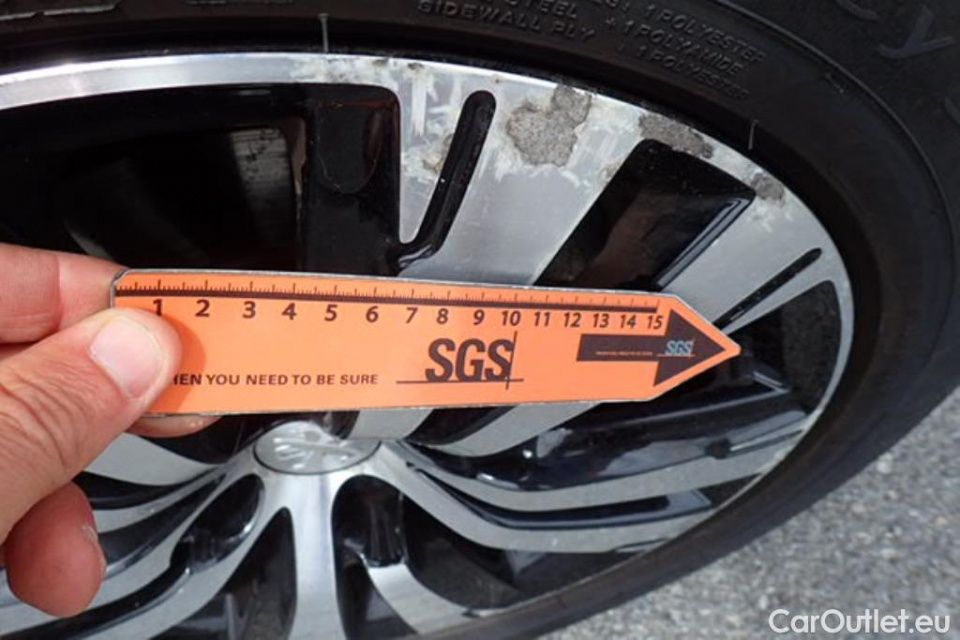 STEEL + 1 POLYAMIDE
1 POLYESTER
SIDEWALL PLY : 1 POLYESTER
1 2 3 4 5 6 7 8 9 10 11 12 13 14 15
SGS
SGS
HEN YOU NEED TO BE SURE
CarOutlet.eu